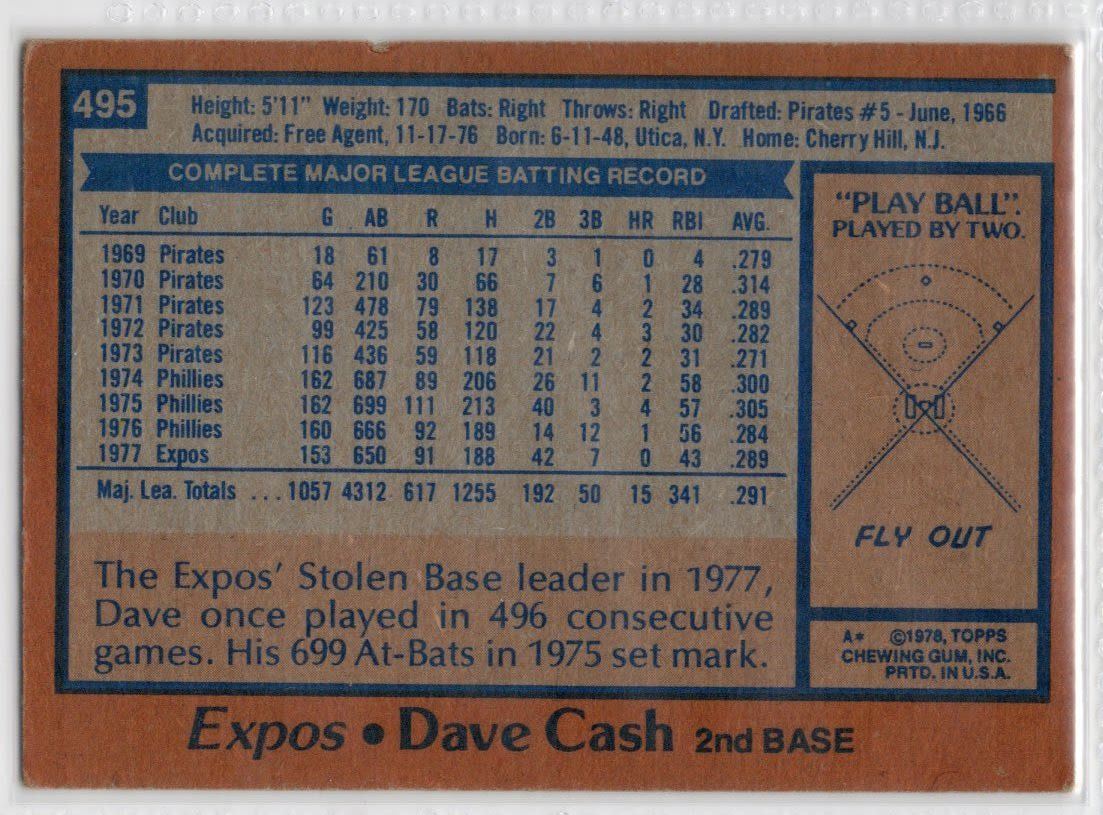 495
Height: 5'11" Weight: 170 Bats: Right Throws: Right Drafted: Pirates #5 - June, 1966
Acquired: Free Agent, 11-17-76 Born: 6-11-48, Utica, N.Y. Home: Cherry Hill, N.J.
COMPLETE MAJOR LEAGUE BATTING RECORD
Year Club G AB R H 2B 3B HR RBI AVG.
1969 Pirates 18 61 8 17 3 1 0 4 .279
1970 Pirates 64 210 30 66 7 6 1 28 .314
1971 Pirates 123 478 79 138 17 4 2 34 .289
1972 Pirates 99 425 58 120 22 4 3 30 .282
1973 Pirates 116 436 59 118 21 2 2 31 .271
1974 Phillies 162 687 89 206 26 11 2 58 .300
1975 Phillies 162 699 111 213 40 3 4 57 .305
1976 Phillies 160 666 92 189 14 12 1 56 .284
1977 Expos 153 650 91 188 42 7 0 43 .289
Maj. Lea. Totals ... 1057 4312 617 1255 192 50 15 341 .291
The Expos' Stolen Base leader in 1977,
Dave once played in 496 consecutive
games. His 699 At-Bats in 1975 set mark.
"PLAY BALL".
PLAYED BY TWO.
FLY OUT
A* ©1978, TOPPS
CHEWING GUM, INC.
PRTD. IN U.S.A.
Expos • Dave Cash 2nd BASE